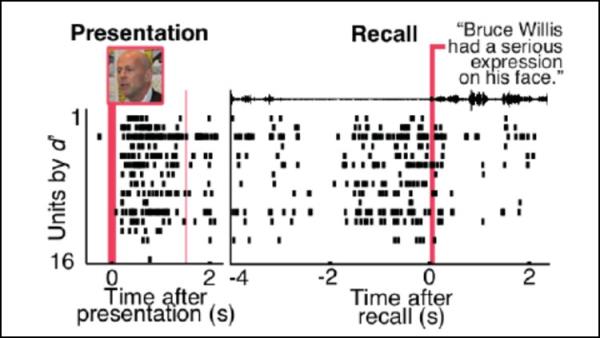 Presentation
Recall
“Bruce Willis
had a serious
expression
on his face.”
1
Units by d’
16
0
2
Time after
presentation (s)
-4
-2
0
2
Time after
recall (s)